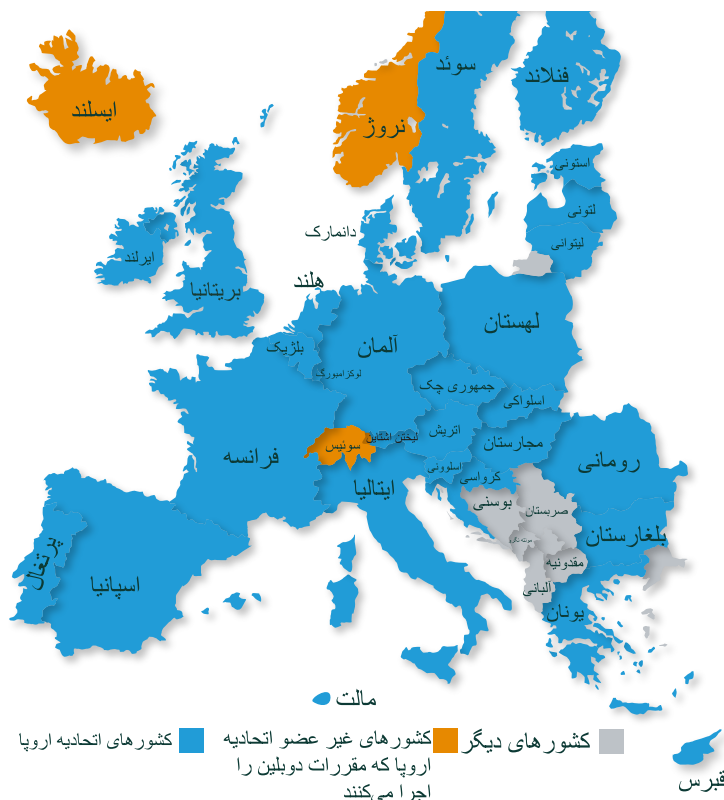 سوئد
فنلاند
ایسلند
نروژ
استونی
لتونی
دانمارک
لیتوانی
ایرلند
هلند
بریتانیا
لهستان
آلمان
بلژیک
لوکزامبورگ
جمهوری چک
اسلواکی
اتریش
لیختن اشتاین
سوئیس
مجارستان
فرانسه
رومانی
اسلوونی
کرواسی
ایتالیا
بوسنی
صربستان
بلغارستان
پرتغال
مقدونیه
آلبانی
اسپانیا
یونان
مالت
قبرس
کشورهای دیگر
کشورهای غیر عضو اتحادیه
اروپا که مقررات دوبلین را
اجرا می‌کنند
کشورهای اتحادیه اروپا